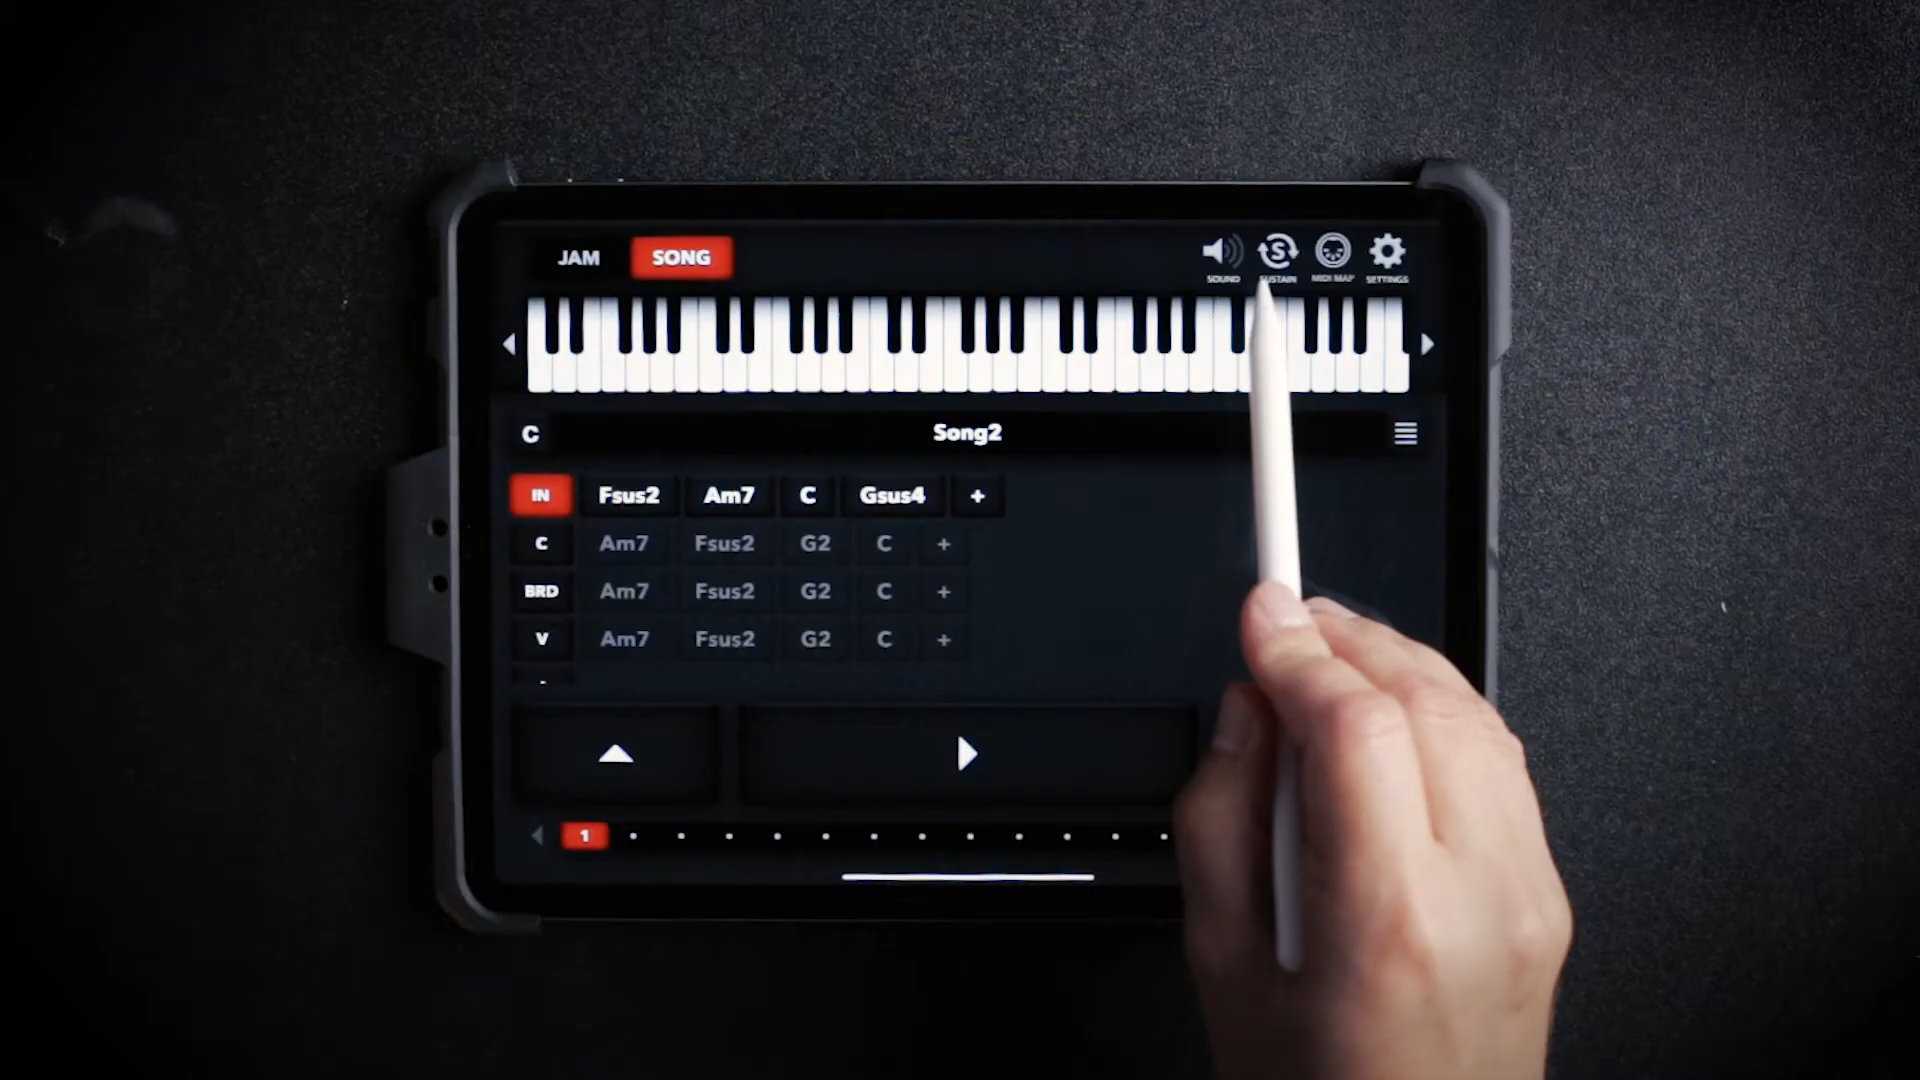 JAM SONG
SOUND SUSTAIN MIDI MAP SETTINGS
C Song2
IN Fsus2 Am7 C Gsus4 +
C Am7 Fsus2 G2 C +
BRD Am7 Fsus2 G2 C +
V Am7 Fsus2 G2 C +
1